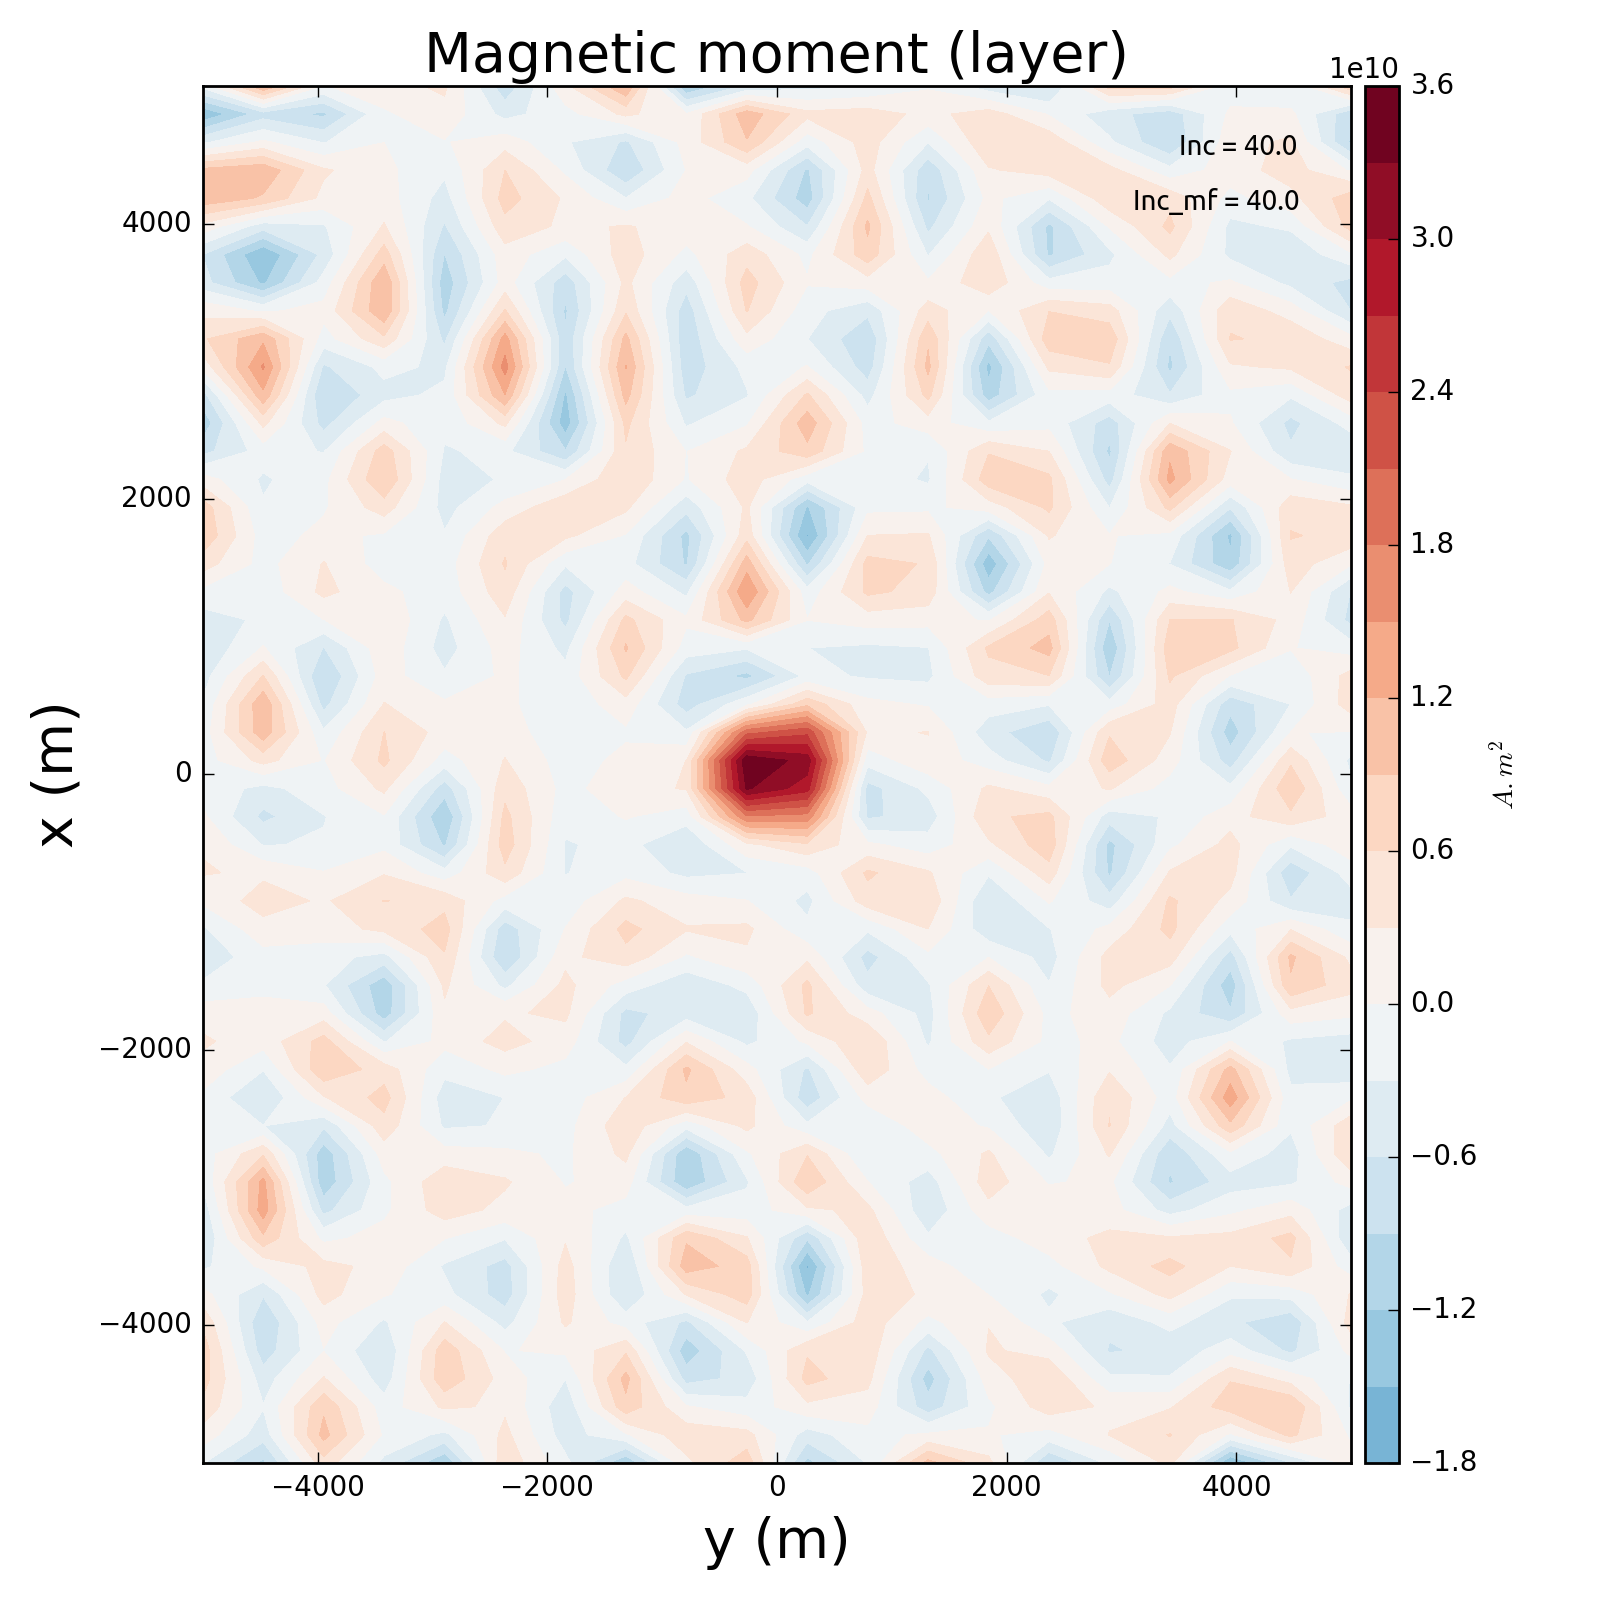 Magnetic moment (layer)
1e10
Inc = 40.0
Inc_mf = 40.0
x (m)
4000
2000
0
−2000
−4000
−4000
−2000
0
2000
4000
y (m)
3.6
3.0
2.4
1.8
1.2
0.6
0.0
−0.6
−1.2
−1.8
A.m²